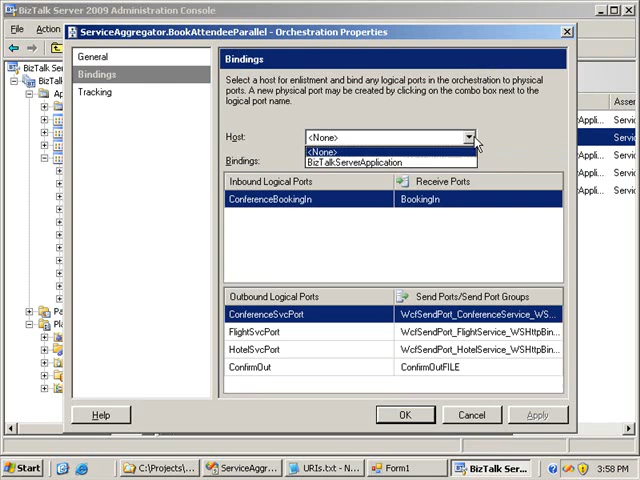 BizTalk Server 2009 Administration Console
File Action
ServiceAggregator.BookAttendeeParallel - Orchestration Properties
General
Bindings
Tracking
Bindings
Select a host for enlistment and bind any logical ports in the orchestration to physical
ports. A new physical port may be created by clicking on the combo box next to the
logical port name.
Host: <None>
<None>
BizTalkServerApplication
Bindings:
Inbound Logical Ports Receive Ports
ConferenceBookingIn BookingIn
Outbound Logical Ports Send Ports/Send Port Groups
ConferenceSvcPort WcfSendPort_ConferenceService_WS...
FlightSvcPort WcfSendPort_FlightService_WSHttpBin...
HotelSvcPort WcfSendPort_HotelService_WSHttpBin...
ConfirmOut ConfirmOutFILE
Help OK Cancel Apply
Start C:\Projects\... ServiceAggr... URIs.txt - N... Form1 BizTalk Ser... 3:58 PM